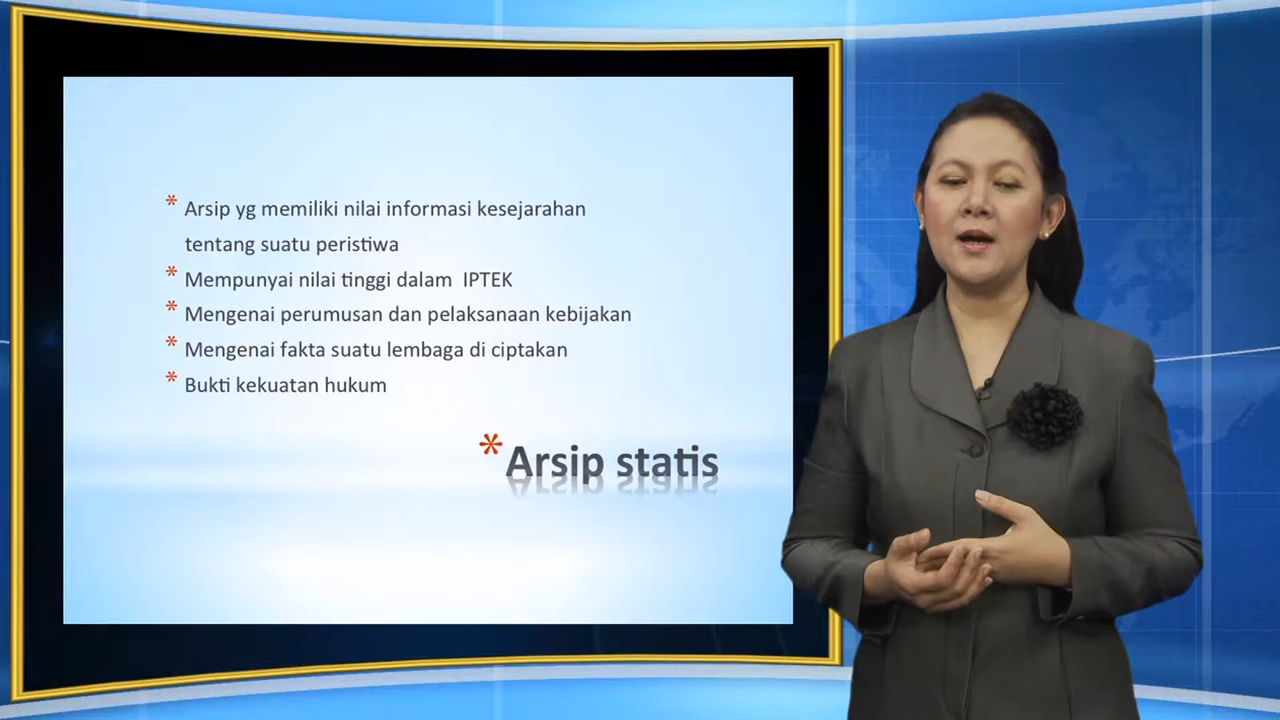 * Arsip yg memiliki nilai informasi kesejarahan
tentang suatu peristiwa
* Mempunyai nilai tinggi dalam IPTEK
* Mengenai perumusan dan pelaksanaan kebijakan
* Mengenai fakta suatu lembaga di ciptakan
* Bukti kekuatan hukum
* Arsip statis